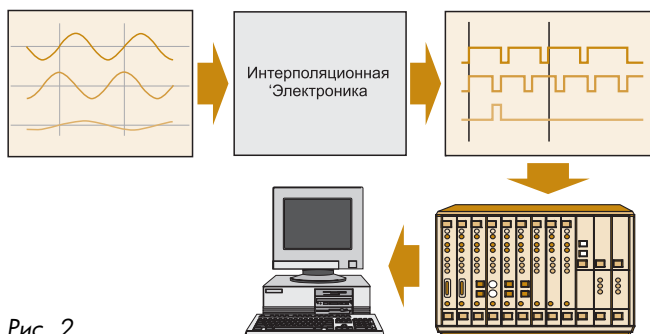 Интерполяционная
'Электроника
Рис. 2